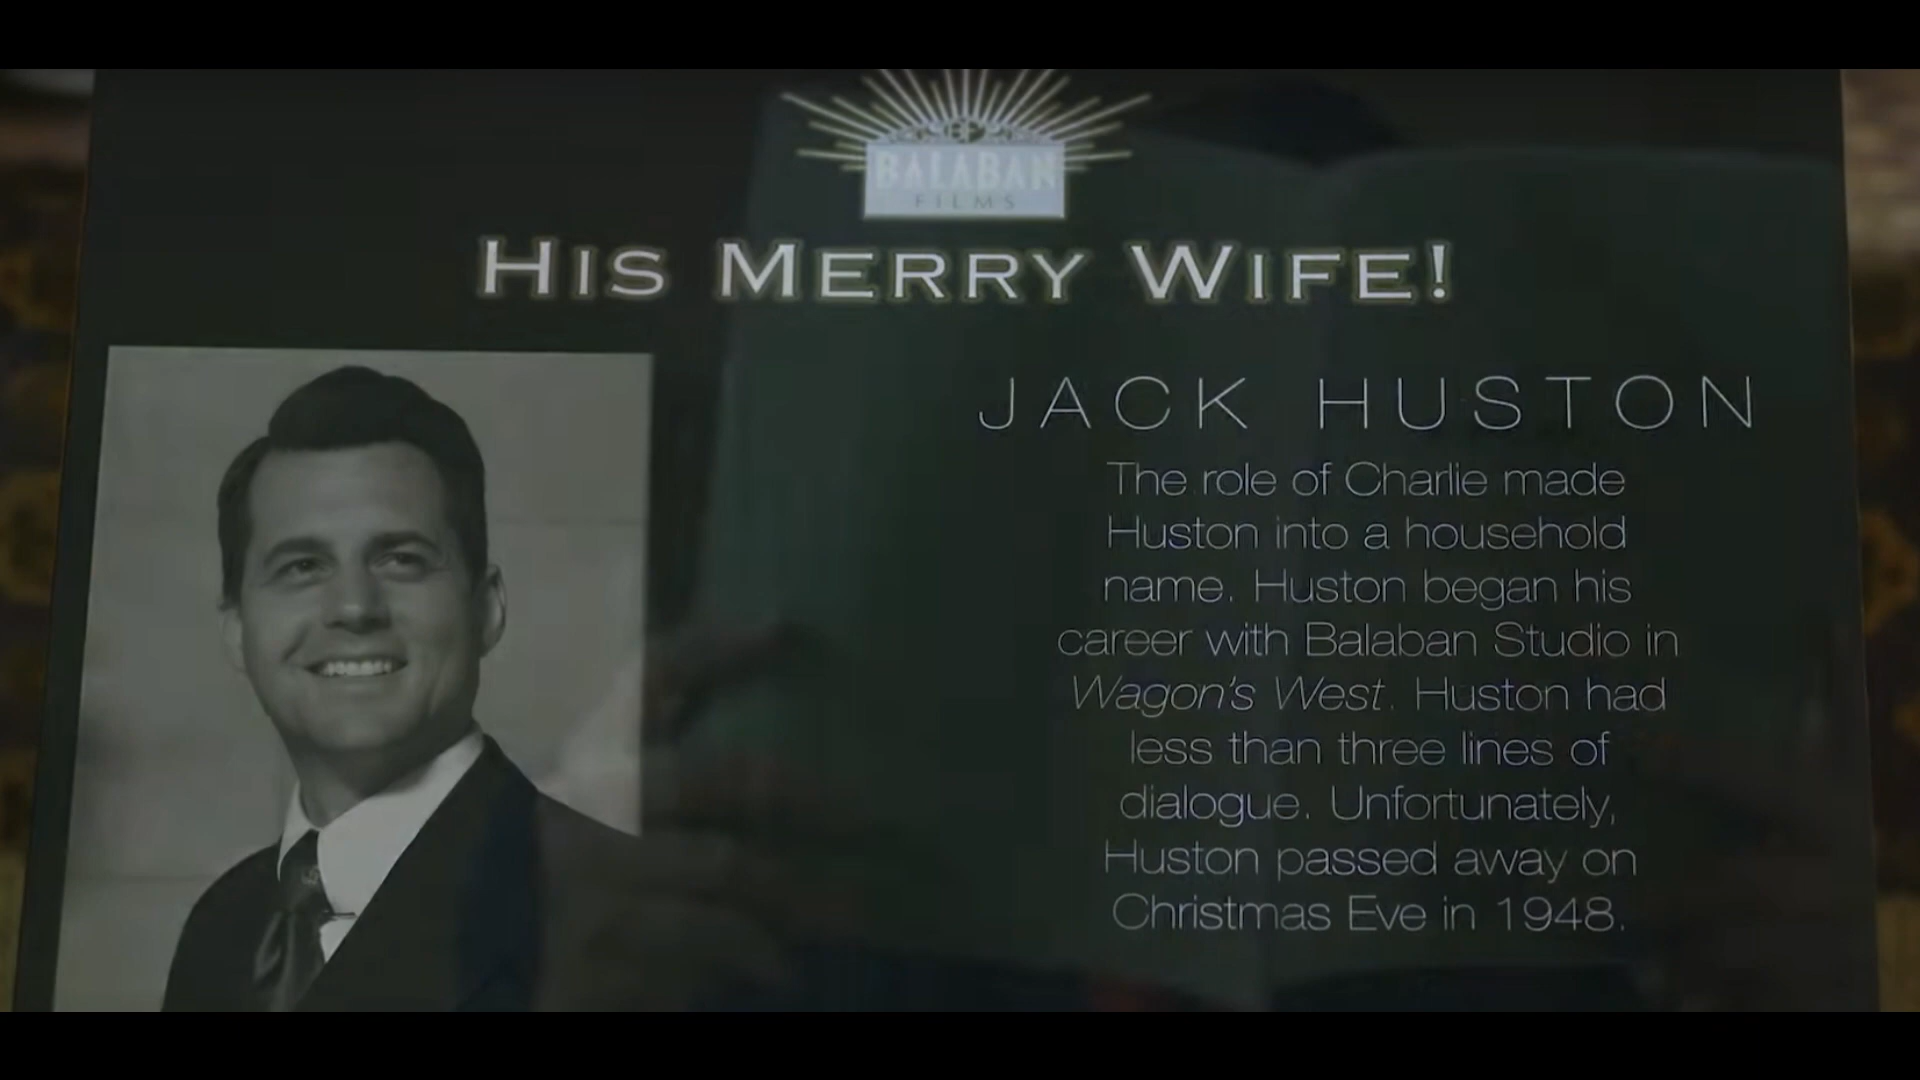 BALABAN
FILMS
HIS MERRY WIFE!
JACK HUSTON
The role of Charlie made
Huston into a household
name. Huston began his
career with Balaban Studio in
Wagon's West. Huston had
less than three lines of
dialogue. Unfortunately,
Huston passed away on
Christmas Eve in 1948.